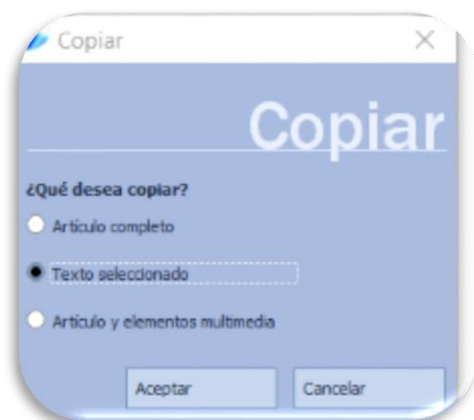 Copiar
Copiar
¿Qué desea copiar?
Artículo completo
Texto seleccionado
Artículo y elementos multimedia
Aceptar Cancelar